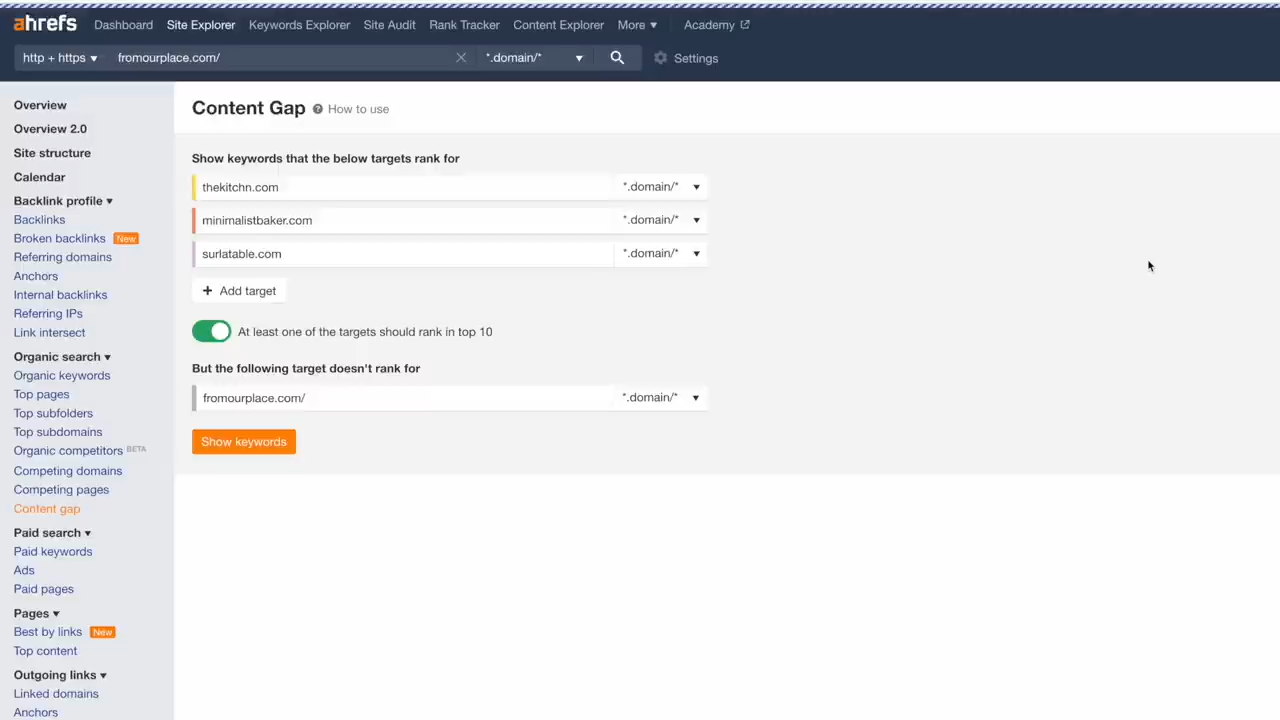 ahrefs Dashboard Site Explorer Keywords Explorer Site Audit Rank Tracker Content Explorer More Academy
http + https fromourplace.com/ *.domain/* Settings
Overview
Overview 2.0
Site structure
Calendar
Backlink profile
Backlinks
Broken backlinks New
Referring domains
Anchors
Internal backlinks
Referring IPs
Link intersect
Organic search
Organic keywords
Top pages
Top subfolders
Top subdomains
Organic competitors BETA
Competing domains
Competing pages
Content gap
Paid search
Paid keywords
Ads
Paid pages
Pages
Best by links New
Top content
Outgoing links
Linked domains
Anchors
Content Gap ? How to use
Show keywords that the below targets rank for
thekitchn.com *.domain/*
minimalistbaker.com *.domain/*
surlatable.com *.domain/*
+ Add target
At least one of the targets should rank in top 10
But the following target doesn't rank for
fromourplace.com/ *.domain/*
Show keywords